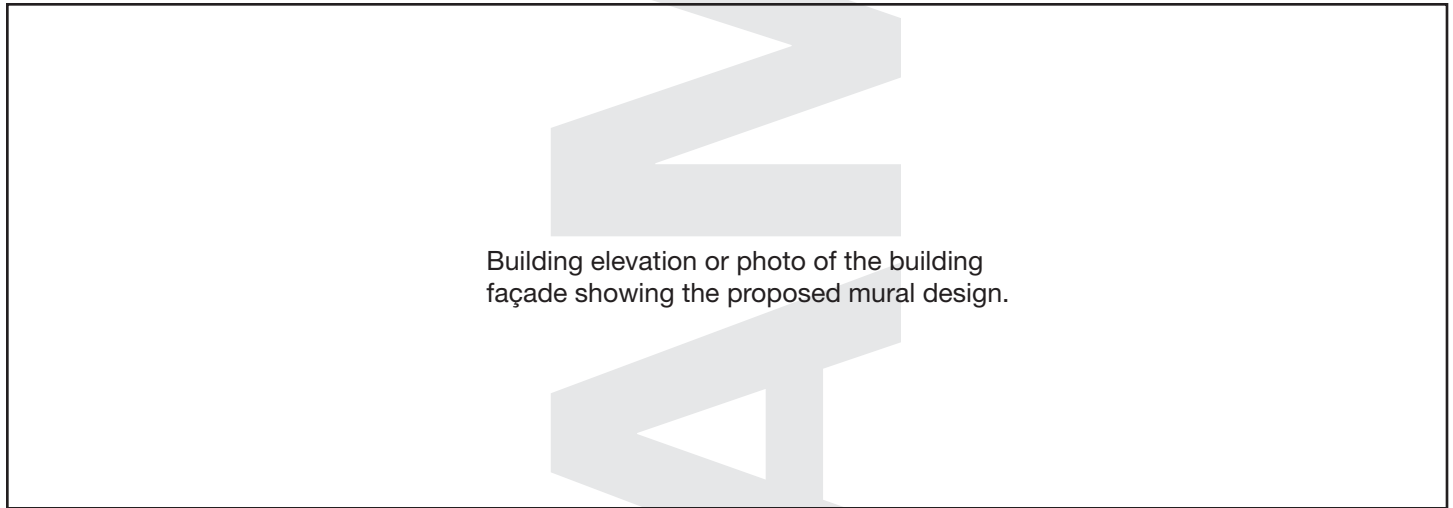 Building elevation or photo of the building
façade showing the proposed mural design.